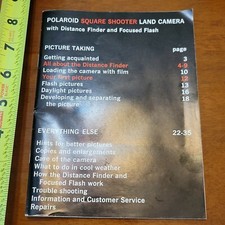 POLAROID SQUARE SHOOTER LAND CAMERA
with Distance Finder and Focused Flash
PICTURE TAKING page
Getting acquainted 3
All about the Distance Finder 4-9
Loading the camera with film 10
Your first picture 12
Flash pictures 13
Daylight pictures 16
Developing and separating
the picture 18
EVERYTHING ELSE 22-35
Hints for better pictures
Copies and enlargements
Care of the camera
What to do in cool weather
How the Distance Finder and
Focused Flash work
Trouble shooting
Information and Customer Service
Repairs